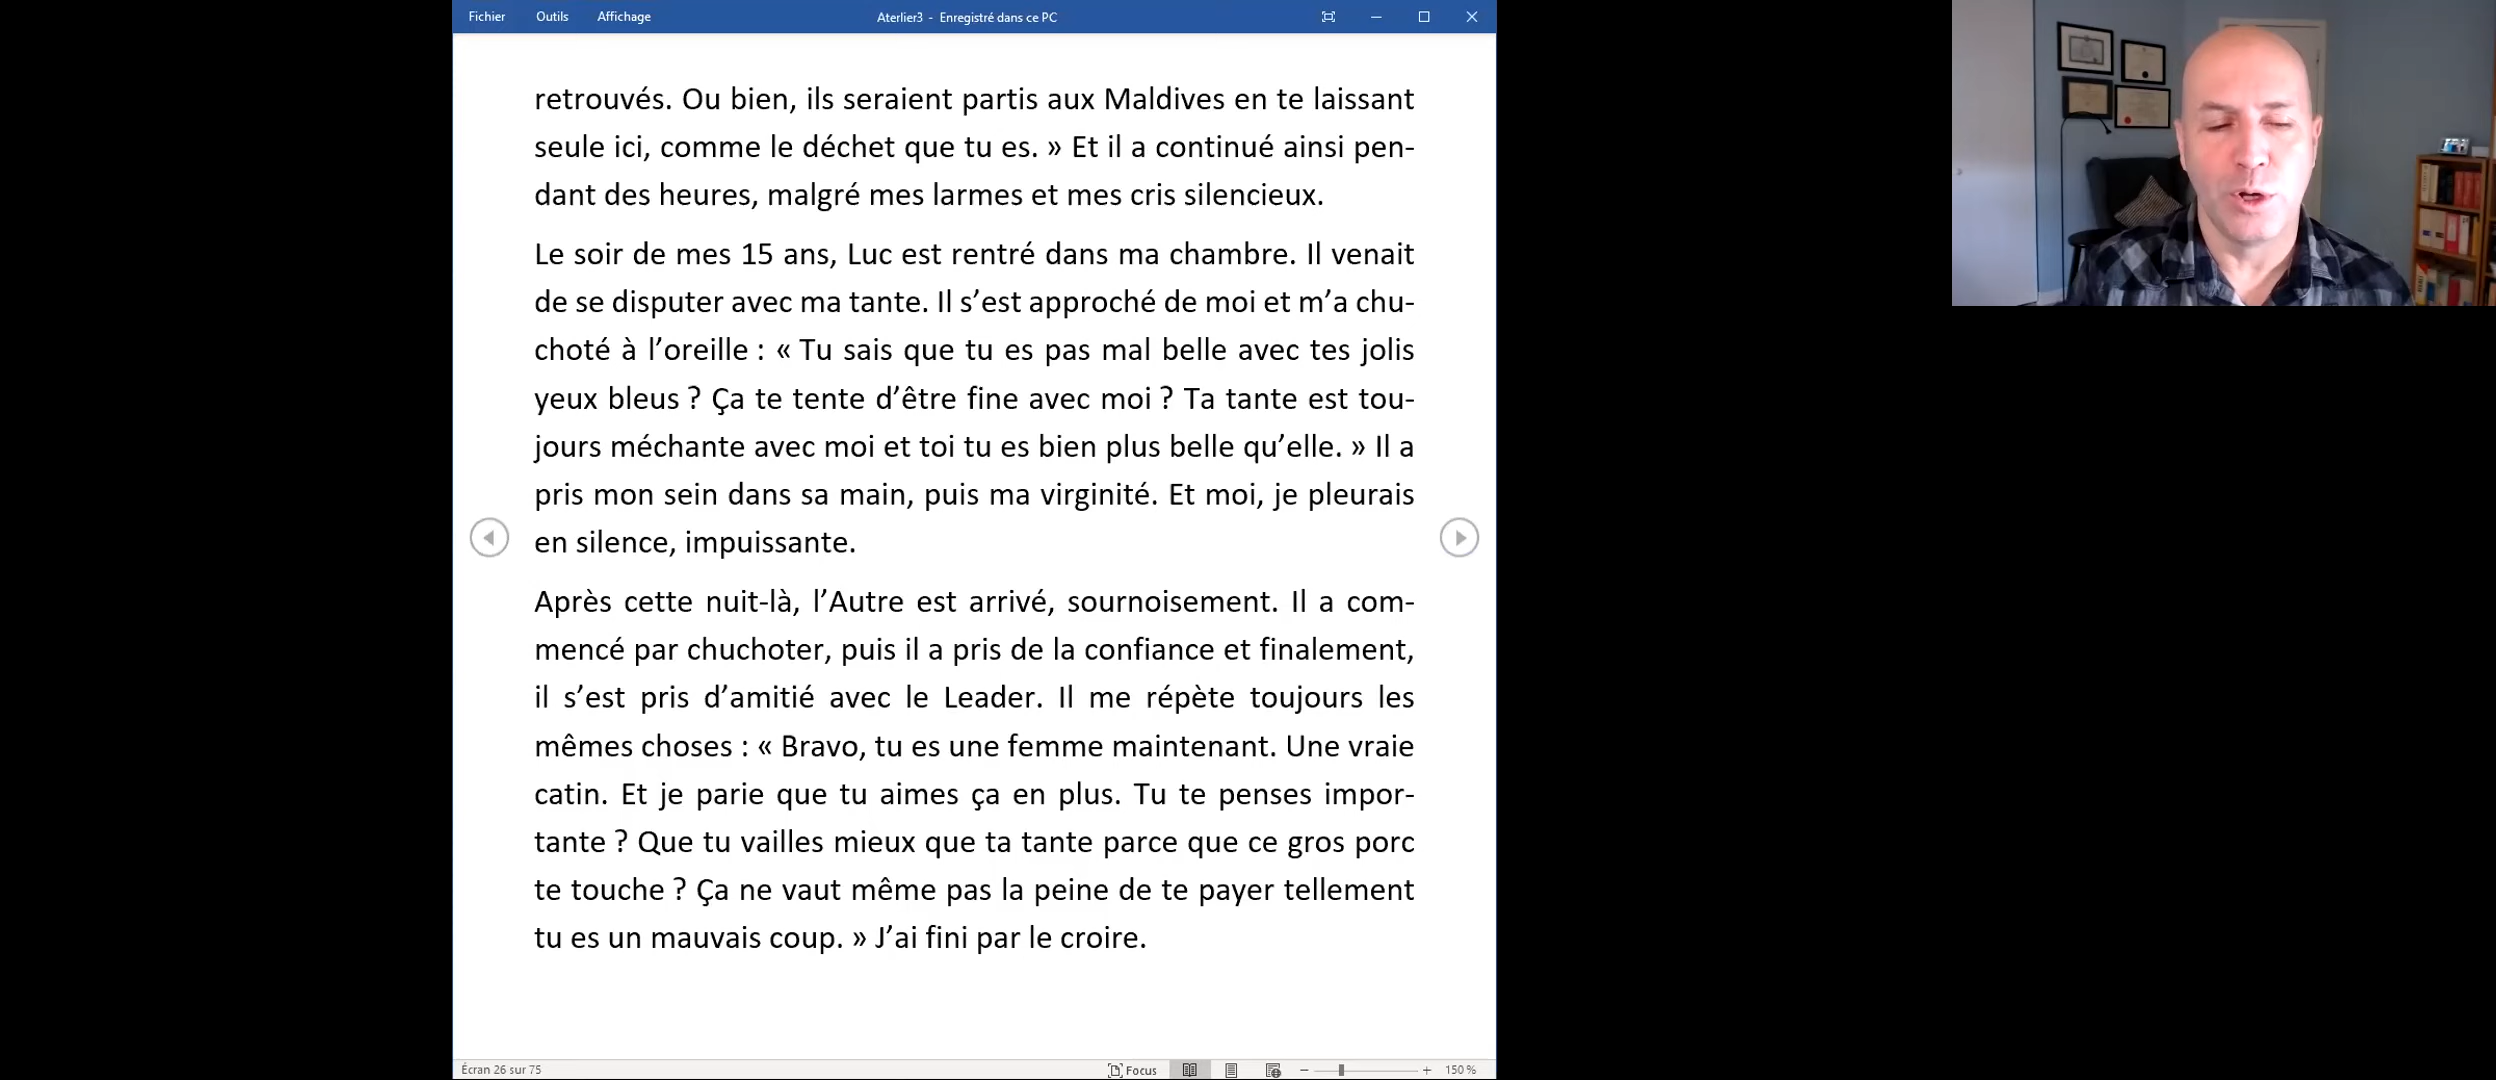 Fichier Outils Affichage Aterlier3 - Enregistré dans ce PC
retrouvés. Ou bien, ils seraient partis aux Maldives en te laissant
seule ici, comme le déchet que tu es. » Et il a continué ainsi pen-
dant des heures, malgré mes larmes et mes cris silencieux.
Le soir de mes 15 ans, Luc est rentré dans ma chambre. Il venait
de se disputer avec ma tante. Il s’est approché de moi et m’a chu-
choté à l’oreille : « Tu sais que tu es pas mal belle avec tes jolis
yeux bleus ? Ça te tente d’être fine avec moi ? Ta tante est tou-
jours méchante avec moi et toi tu es bien plus belle qu’elle. » Il a
pris mon sein dans sa main, puis ma virginité. Et moi, je pleurais
en silence, impuissante.
Après cette nuit-là, l’Autre est arrivé, sournoisement. Il a com-
mencé par chuchoter, puis il a pris de la confiance et finalement,
il s’est pris d’amitié avec le Leader. Il me répète toujours les
mêmes choses : « Bravo, tu es une femme maintenant. Une vraie
catin. Et je parie que tu aimes ça en plus. Tu te penses impor-
tante ? Que tu vailles mieux que ta tante parce que ce gros porc
te touche ? Ça ne vaut même pas la peine de te payer tellement
tu es un mauvais coup. » J’ai fini par le croire.
Écran 26 sur 75 Focus 150 %